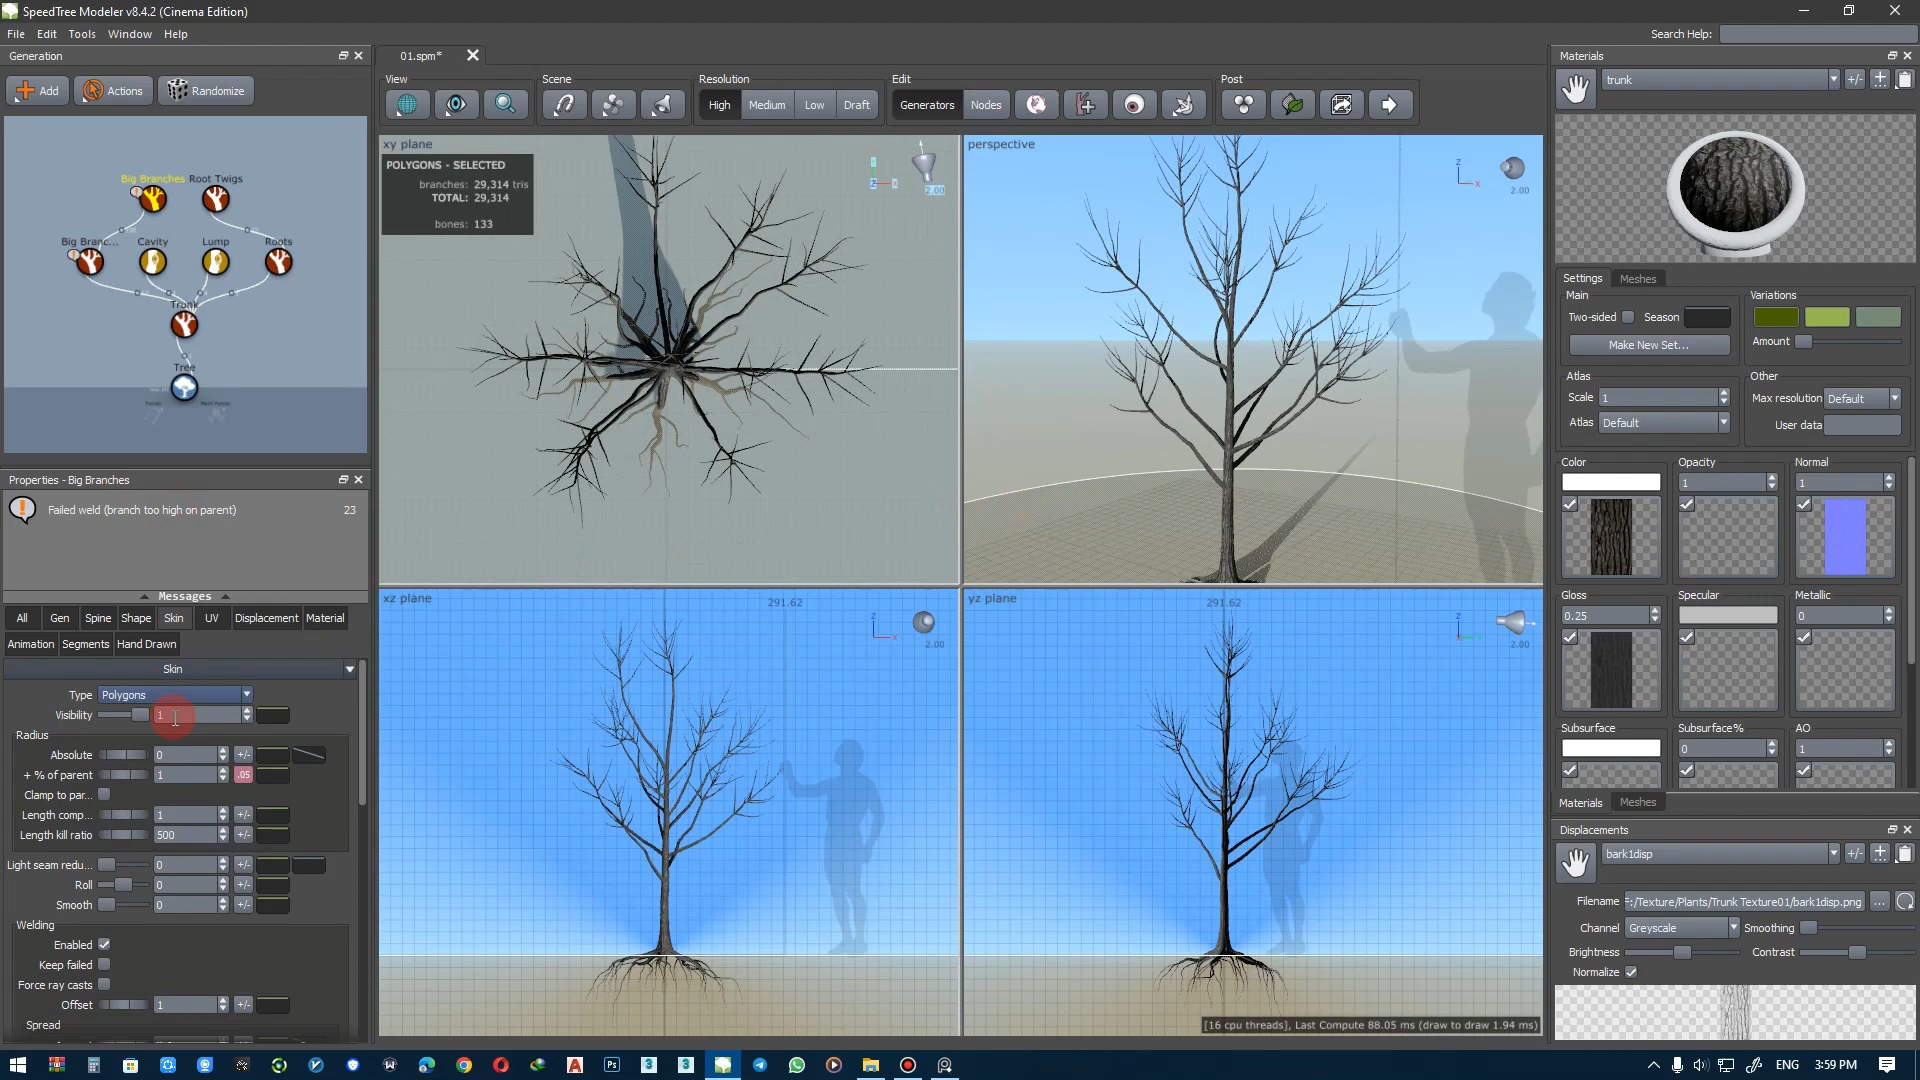 SpeedTree Modeler v8.4.2 (Cinema Edition)
File Edit Tools Window Help
Search Help:
Generation
01.spm*
Materials
Add Actions Randomize
View Scene Resolution Edit Post
High Medium Low Draft Generators Nodes
trunk +/-
Big Branches Root Twigs
Big Branc... Cavity Lump Roots
Trunk
Tree
xy plane
POLYGONS - SELECTED
branches: 29,314 tris
TOTAL: 29,314
bones: 133
2.00
perspective
2.00
Settings Meshes
Main Variations
Two-sided Season
Make New Set...
Amount
Atlas Other
Scale 1 Max resolution Default
Atlas Default User data
Color Opacity Normal
1 1
Gloss Specular Metallic
0.25 0
Subsurface Subsurface% AO
0 1
Materials Meshes
Displacements
bark1disp +/-
Filename F:/Texture/Plants/Trunk Texture01/bark1disp.png ...
Channel Greyscale Smoothing
Brightness Contrast
Normalize
Properties - Big Branches
Failed weld (branch too high on parent) 23
Messages
All Gen Spine Shape Skin UV Displacement Material
Animation Segments Hand Drawn
Skin
Type Polygons
Visibility 1
Radius
Absolute 0 +/-
+ % of parent 1 .05
Clamp to par...
Length comp... 1 +/-
Length kill ratio 500 +/-
Light seam redu... 0 +/-
Roll 0 +/-
Smooth 0 +/-
Welding
Enabled
Keep failed
Force ray casts
Offset 1 +/-
Spread
xz plane
291.62
2.00
yz plane
291.62
2.00
[16 cpu threads], Last Compute 88.05 ms (draw to draw 1.94 ms)
ENG 3:59 PM